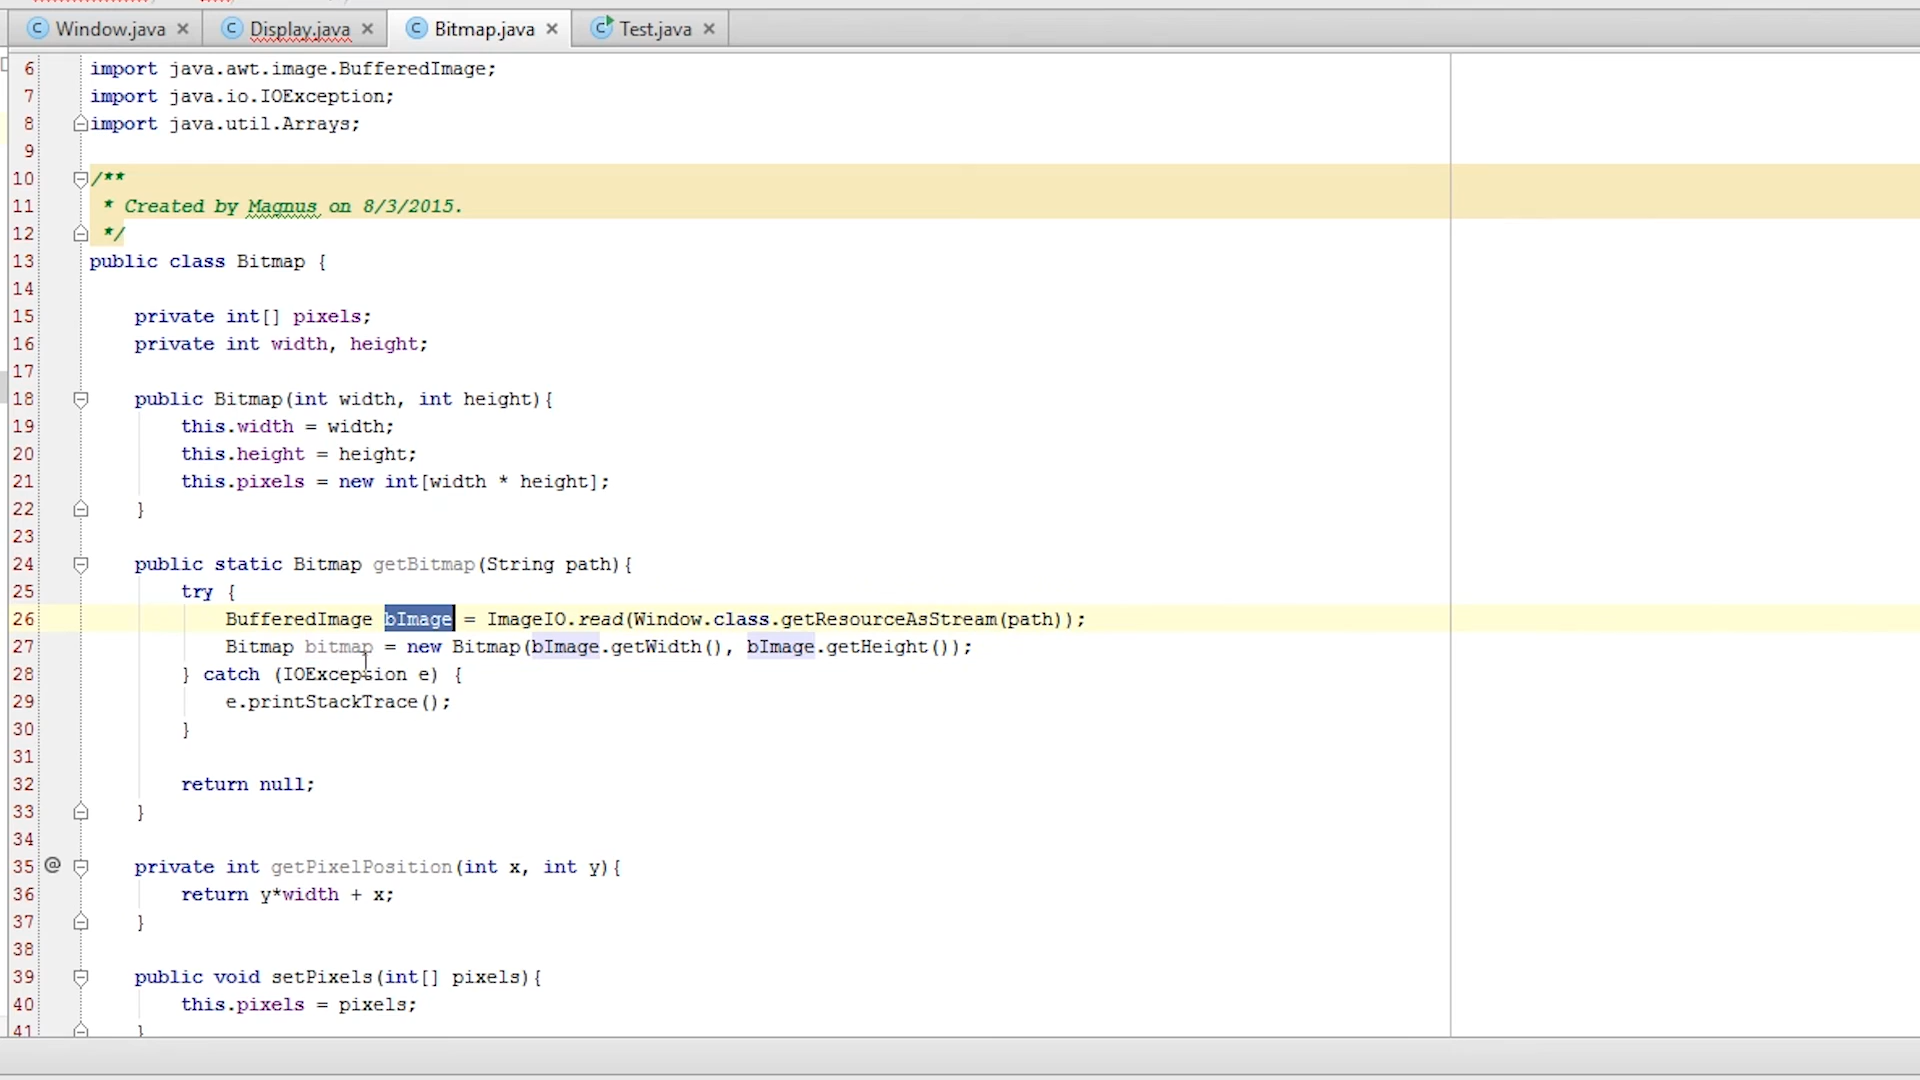 Window.java Display.java Bitmap.java Test.java
6 import java.awt.image.BufferedImage;
7 import java.io.IOException;
8 import java.util.Arrays;
9
10 /**
11 * Created by Magnus on 8/3/2015.
12 */
13 public class Bitmap {
14
15 private int[] pixels;
16 private int width, height;
17
18 public Bitmap(int width, int height){
19 this.width = width;
20 this.height = height;
21 this.pixels = new int[width * height];
22 }
23
24 public static Bitmap getBitmap(String path){
25 try {
26 BufferedImage bImage = ImageIO.read(Window.class.getResourceAsStream(path));
27 Bitmap bitmap = new Bitmap(bImage.getWidth(), bImage.getHeight());
28 } catch (IOException e) {
29 e.printStackTrace();
30 }
31
32 return null;
33 }
34
35 @ private int getPixelPosition(int x, int y){
36 return y*width + x;
37 }
38
39 public void setPixels(int[] pixels){
40 this.pixels = pixels;
41 }